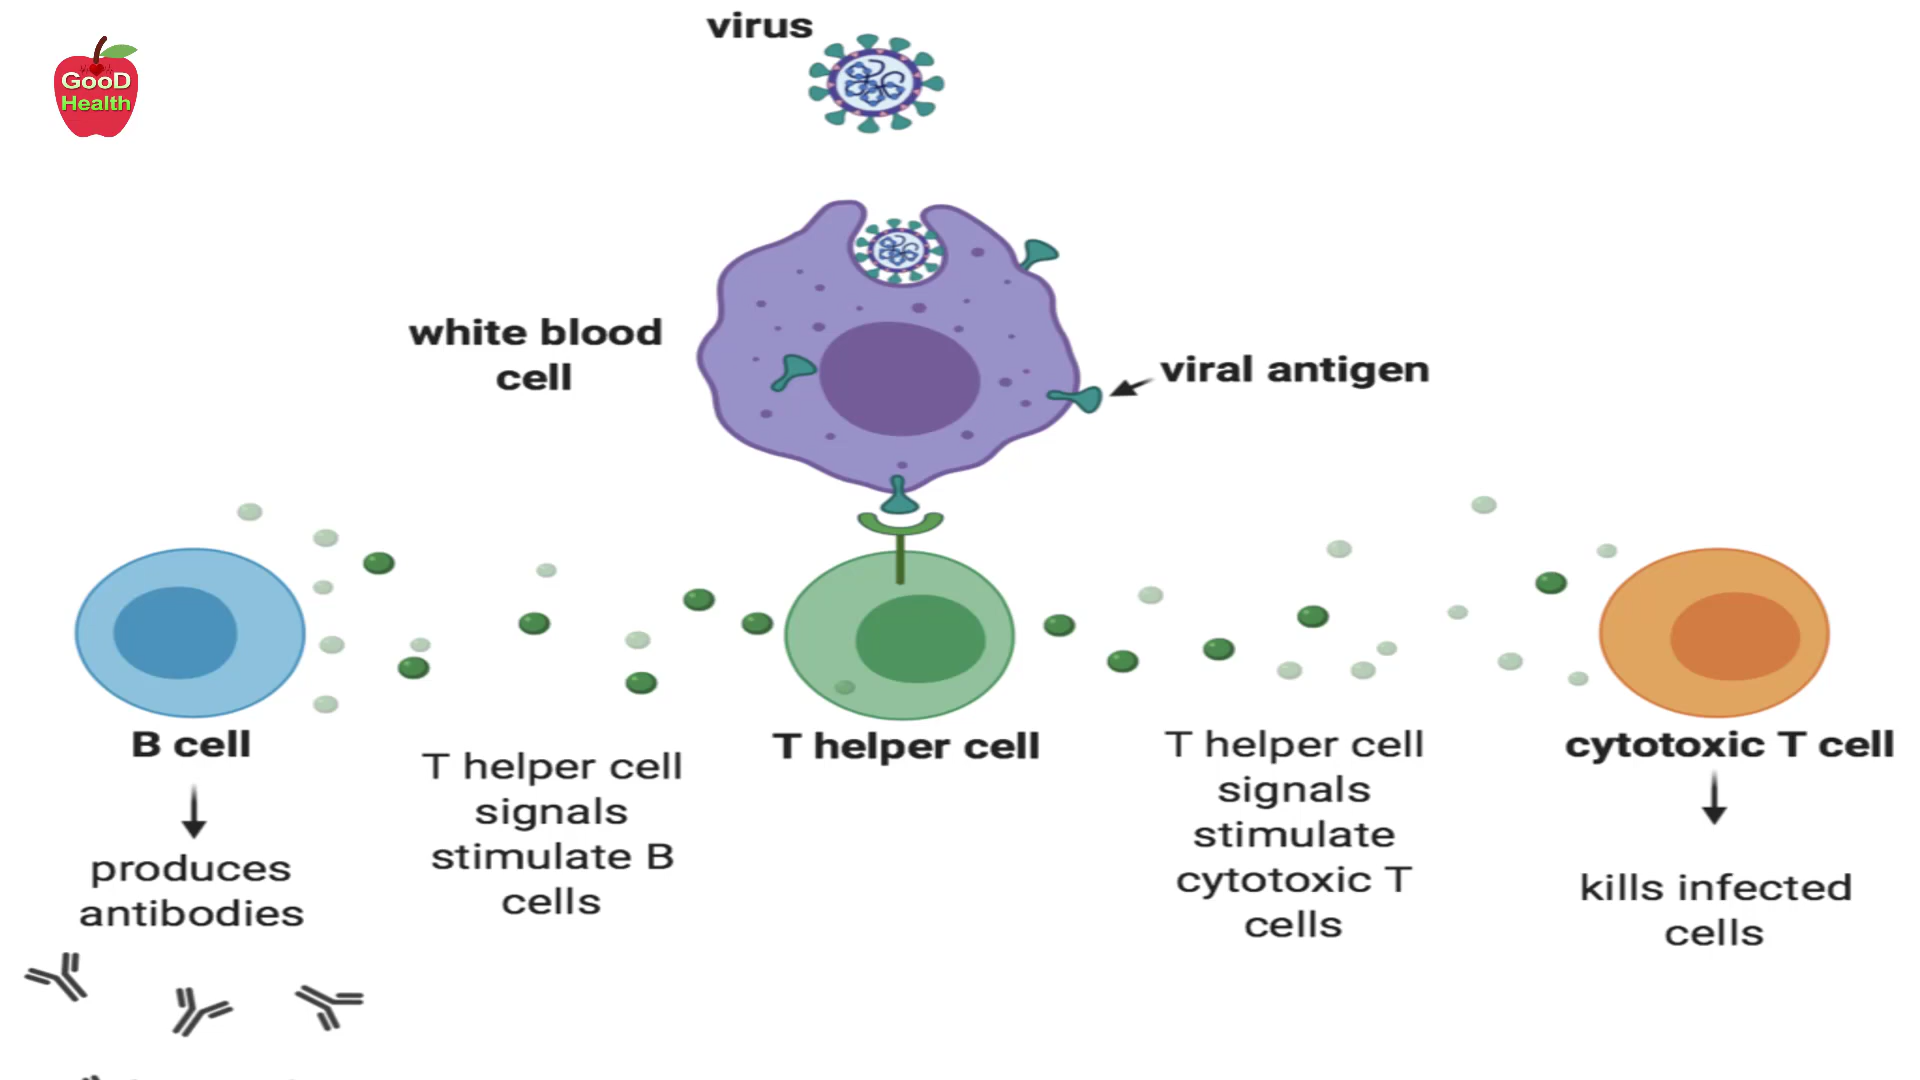 virus
GooD
Health
white blood
cell
viral antigen
B cell
T helper cell
cytotoxic T cell
T helper cell
signals
stimulate B
cells
T helper cell
signals
stimulate
cytotoxic T
cells
produces
antibodies
kills infected
cells